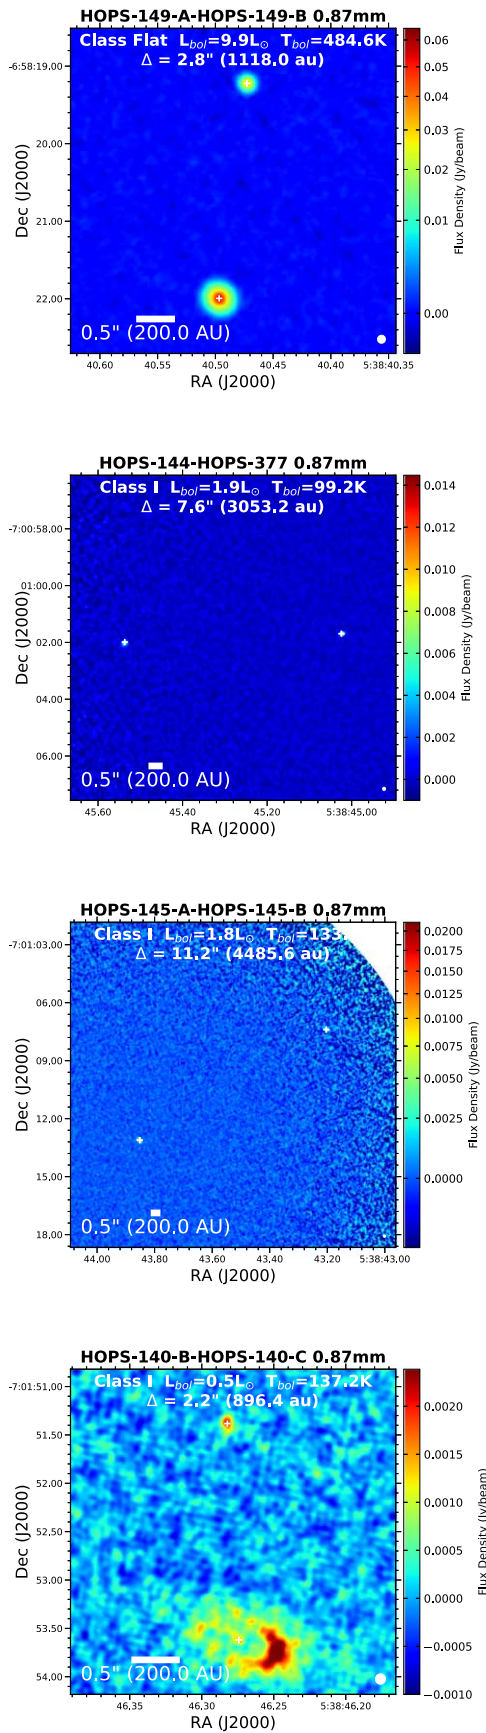 HOPS-149-A-HOPS-149-B 0.87mm
Class Flat L_bol=9.9L☉ T_bol=484.6K
Δ = 2.8" (1118.0 au)
-6:58:19.00
20.00
21.00
22.00
Dec (J2000)
0.5" (200.0 AU)
40.60 40.55 40.50 40.45 40.40 5:38:40.35
RA (J2000)
0.06
0.05
0.04
0.03
0.02
0.01
0.00
Flux Density (Jy/beam)
HOPS-144-HOPS-377 0.87mm
Class I L_bol=1.9L☉ T_bol=99.2K
Δ = 7.6" (3053.2 au)
-7:00:58.00
01:00.00
02.00
04.00
06.00
Dec (J2000)
0.5" (200.0 AU)
45.60 45.40 45.20 5:38:45.00
RA (J2000)
0.014
0.010
0.008
0.006
0.004
0.002
0.000
Flux Density (Jy/beam)
HOPS-145-A-HOPS-145-B 0.87mm
Class I L_bol=1.8L☉ T_bol=133.
Δ = 11.2" (4485.6 au)
-7:01:03.00
06.00
09.00
12.00
15.00
18.00
Dec (J2000)
0.5" (200.0 AU)
44.00 43.80 43.60 43.40 43.20 5:38:43.00
RA (J2000)
0.0200
0.0175
0.0150
0.0125
0.0100
0.0075
0.0050
0.0025
0.0000
Flux Density (Jy/beam)
HOPS-140-B-HOPS-140-C 0.87mm
Class I L_bol=0.5L☉ T_bol=137.2K
Δ = 2.2" (896.4 au)
-7:01:51.00
51.50
52.00
52.50
53.00
53.50
54.00
Dec (J2000)
0.5" (200.0 AU)
46.35 46.30 46.25 5:38:46.20
RA (J2000)
0.0020
0.0015
0.0010
0.0005
0.0000
−0.0005
−0.0010
Flux Density (Jy/beam)